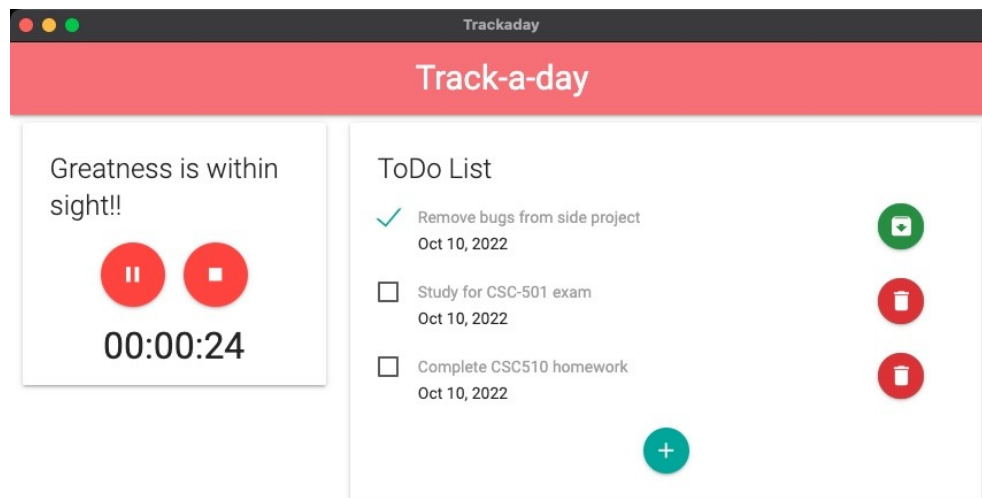 Trackaday
Track-a-day
Greatness is within
sight!!
00:00:24
ToDo List
Remove bugs from side project
Oct 10, 2022
Study for CSC-501 exam
Oct 10, 2022
Complete CSC510 homework
Oct 10, 2022